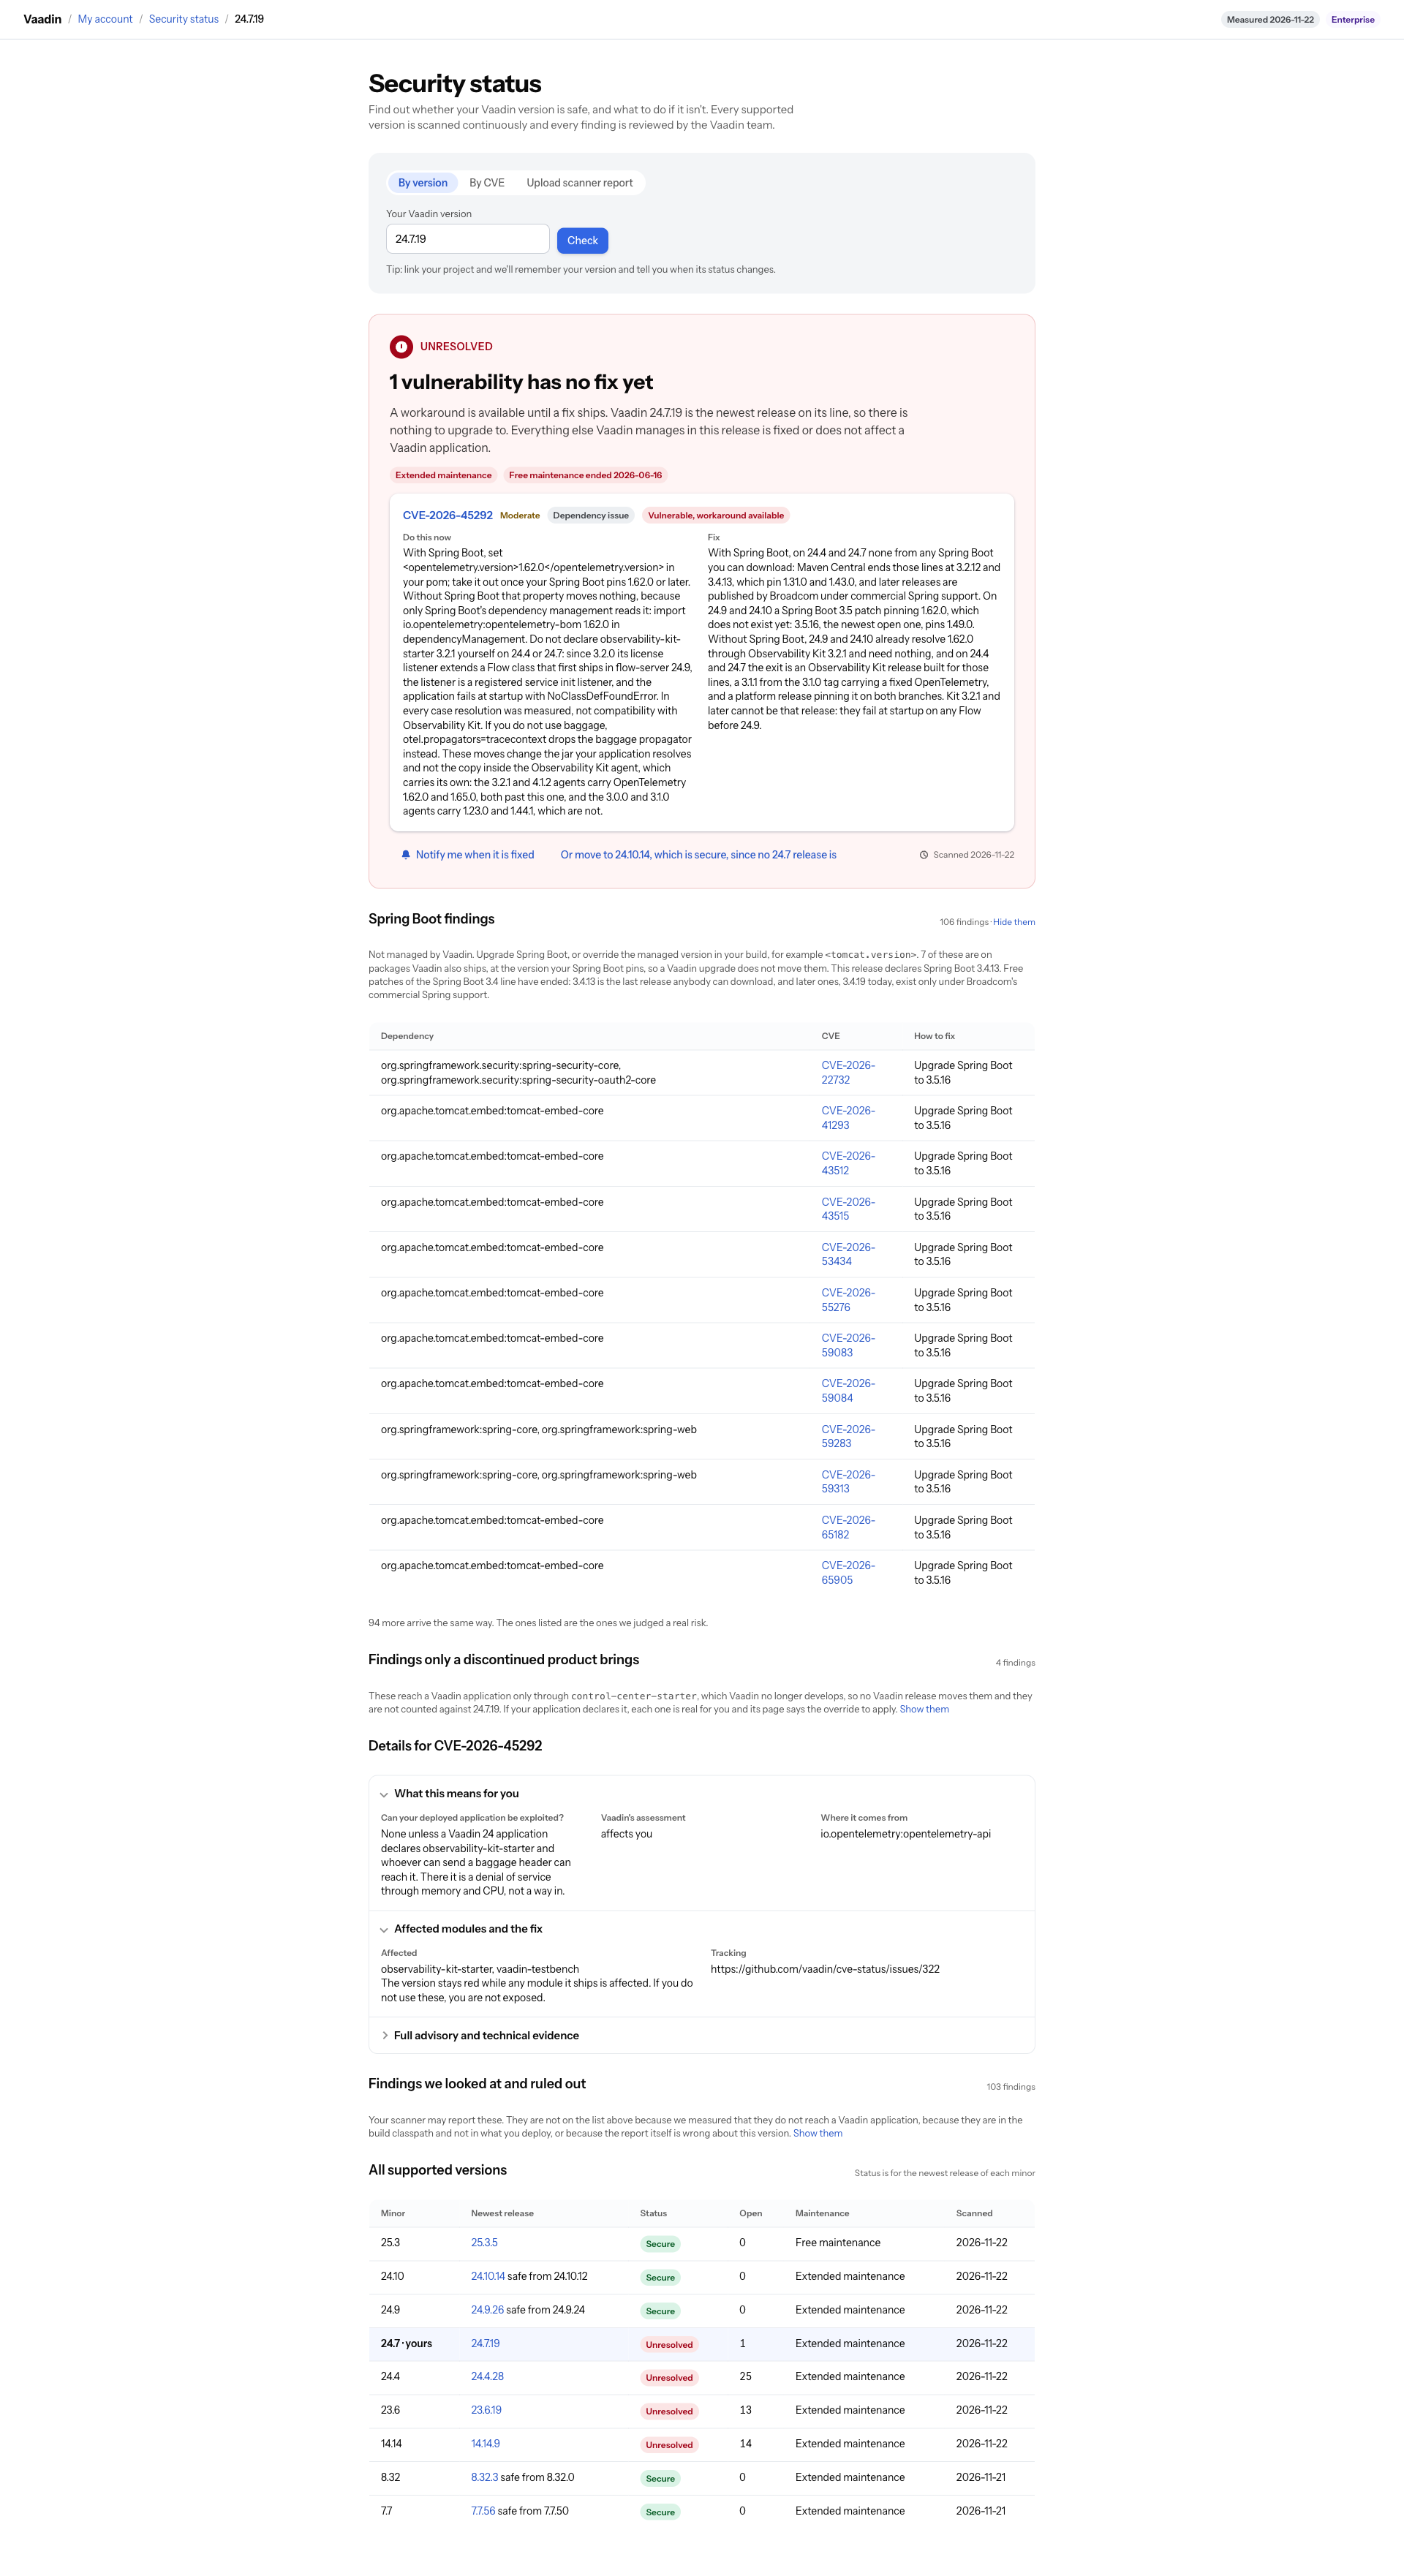 Vaadin / My account / Security status / 24.7.19
Measured 2026-11-22 Enterprise
Security status
Find out whether your Vaadin version is safe, and what to do if it isn't. Every supported
version is scanned continuously and every finding is reviewed by the Vaadin team.
By version By CVE Upload scanner report
Your Vaadin version
24.7.19
Check
Tip: link your project and we'll remember your version and tell you when its status changes.
UNRESOLVED
1 vulnerability has no fix yet
A workaround is available until a fix ships. Vaadin 24.7.19 is the newest release on its line, so there is
nothing to upgrade to. Everything else Vaadin manages in this release is fixed or does not affect a
Vaadin application.
Extended maintenance Free maintenance ended 2026-06-16
CVE-2026-45292 Moderate Dependency issue Vulnerable, workaround available
Do this now
With Spring Boot, set
<opentelemetry.version>1.62.0</opentelemetry.version> in
your pom; take it out once your Spring Boot pins 1.62.0 or later.
Without Spring Boot that property moves nothing, because
only Spring Boot's dependency management reads it: import
io.opentelemetry:opentelemetry-bom 1.62.0 in
dependencyManagement. Do not declare observability-kit-
starter 3.2.1 yourself on 24.4 or 24.7: since 3.2.0 its license
listener extends a Flow class that first ships in flow-server 24.9,
the listener is a registered service init listener, and the
application fails at startup with NoClassDefFoundError. In
every case resolution was measured, not compatibility with
Observability Kit. If you do not use baggage,
otel.propagators=tracecontext drops the baggage propagator
instead. These moves change the jar your application resolves
and not the copy inside the Observability Kit agent, which
carries its own: the 3.2.1 and 4.1.2 agents carry OpenTelemetry
1.62.0 and 1.65.0, both past this one, and the 3.0.0 and 3.1.0
agents carry 1.23.0 and 1.44.1, which are not.
Fix
With Spring Boot, on 24.4 and 24.7 none from any Spring Boot
you can download: Maven Central ends those lines at 3.2.12 and
3.4.13, which pin 1.31.0 and 1.43.0, and later releases are
published by Broadcom under commercial Spring support. On
24.9 and 24.10 a Spring Boot 3.5 patch pinning 1.62.0, which
does not exist yet: 3.5.16, the newest open one, pins 1.49.0.
Without Spring Boot, 24.9 and 24.10 already resolve 1.62.0
through Observability Kit 3.2.1 and need nothing, and on 24.4
and 24.7 the exit is an Observability Kit release built for those
lines, a 3.1.1 from the 3.1.0 tag carrying a fixed OpenTelemetry,
and a platform release pinning it on both branches. Kit 3.2.1 and
later cannot be that release: they fail at startup on any Flow
before 24.9.
Notify me when it is fixed Or move to 24.10.14, which is secure, since no 24.7 release is Scanned 2026-11-22
Spring Boot findings
106 findings · Hide them
Not managed by Vaadin. Upgrade Spring Boot, or override the managed version in your build, for example <tomcat.version>. 7 of these are on
packages Vaadin also ships, at the version your Spring Boot pins, so a Vaadin upgrade does not move them. This release declares Spring Boot 3.4.13. Free
patches of the Spring Boot 3.4 line have ended: 3.4.13 is the last release anybody can download, and later ones, 3.4.19 today, exist only under Broadcom's
commercial Spring support.
Dependency CVE How to fix
org.springframework.security:spring-security-core, CVE-2026- Upgrade Spring Boot
org.springframework.security:spring-security-oauth2-core 22732 to 3.5.16
org.apache.tomcat.embed:tomcat-embed-core CVE-2026- Upgrade Spring Boot
41293 to 3.5.16
org.apache.tomcat.embed:tomcat-embed-core CVE-2026- Upgrade Spring Boot
43512 to 3.5.16
org.apache.tomcat.embed:tomcat-embed-core CVE-2026- Upgrade Spring Boot
43515 to 3.5.16
org.apache.tomcat.embed:tomcat-embed-core CVE-2026- Upgrade Spring Boot
53434 to 3.5.16
org.apache.tomcat.embed:tomcat-embed-core CVE-2026- Upgrade Spring Boot
55276 to 3.5.16
org.apache.tomcat.embed:tomcat-embed-core CVE-2026- Upgrade Spring Boot
59083 to 3.5.16
org.apache.tomcat.embed:tomcat-embed-core CVE-2026- Upgrade Spring Boot
59084 to 3.5.16
org.springframework:spring-core, org.springframework:spring-web CVE-2026- Upgrade Spring Boot
59283 to 3.5.16
org.springframework:spring-core, org.springframework:spring-web CVE-2026- Upgrade Spring Boot
59313 to 3.5.16
org.apache.tomcat.embed:tomcat-embed-core CVE-2026- Upgrade Spring Boot
65182 to 3.5.16
org.apache.tomcat.embed:tomcat-embed-core CVE-2026- Upgrade Spring Boot
65905 to 3.5.16
94 more arrive the same way. The ones listed are the ones we judged a real risk.
Findings only a discontinued product brings
4 findings
These reach a Vaadin application only through control-center-starter, which Vaadin no longer develops, so no Vaadin release moves them and they
are not counted against 24.7.19. If your application declares it, each one is real for you and its page says the override to apply. Show them
Details for CVE-2026-45292
What this means for you
Can your deployed application be exploited?
None unless a Vaadin 24 application
declares observability-kit-starter and
whoever can send a baggage header can
reach it. There it is a denial of service
through memory and CPU, not a way in.
Vaadin's assessment
affects you
Where it comes from
io.opentelemetry:opentelemetry-api
Affected modules and the fix
Affected
observability-kit-starter, vaadin-testbench
The version stays red while any module it ships is affected. If you do
not use these, you are not exposed.
Tracking
https://github.com/vaadin/cve-status/issues/322
Full advisory and technical evidence
Findings we looked at and ruled out
103 findings
Your scanner may report these. They are not on the list above because we measured that they do not reach a Vaadin application, because they are in the
build classpath and not in what you deploy, or because the report itself is wrong about this version. Show them
All supported versions
Status is for the newest release of each minor
Minor Newest release Status Open Maintenance Scanned
25.3 25.3.5 Secure 0 Free maintenance 2026-11-22
24.10 24.10.14 safe from 24.10.12 Secure 0 Extended maintenance 2026-11-22
24.9 24.9.26 safe from 24.9.24 Secure 0 Extended maintenance 2026-11-22
24.7 · yours 24.7.19 Unresolved 1 Extended maintenance 2026-11-22
24.4 24.4.28 Unresolved 25 Extended maintenance 2026-11-22
23.6 23.6.19 Unresolved 13 Extended maintenance 2026-11-22
14.14 14.14.9 Unresolved 14 Extended maintenance 2026-11-22
8.32 8.32.3 safe from 8.32.0 Secure 0 Extended maintenance 2026-11-21
7.7 7.7.56 safe from 7.7.50 Secure 0 Extended maintenance 2026-11-21